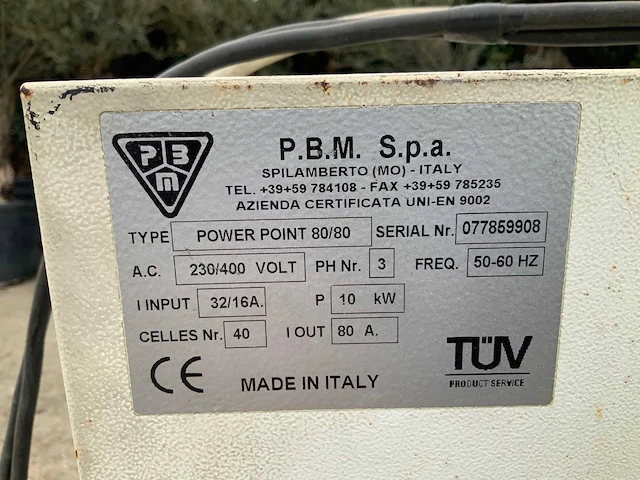 P B M
P.B.M. S.p.a.
SPILAMBERTO (MO) - ITALY
TEL. +39+59 784108 - FAX +39+59 785235
AZIENDA CERTIFICATA UNI-EN 9002
TYPE POWER POINT 80/80 SERIAL Nr. 077859908
A.C. 230/400 VOLT PH Nr. 3 FREQ. 50-60 HZ
I INPUT 32/16A. P 10 kW
CELLES Nr. 40 I OUT 80 A.
CE MADE IN ITALY
TÜV
PRODUCT SERVICE